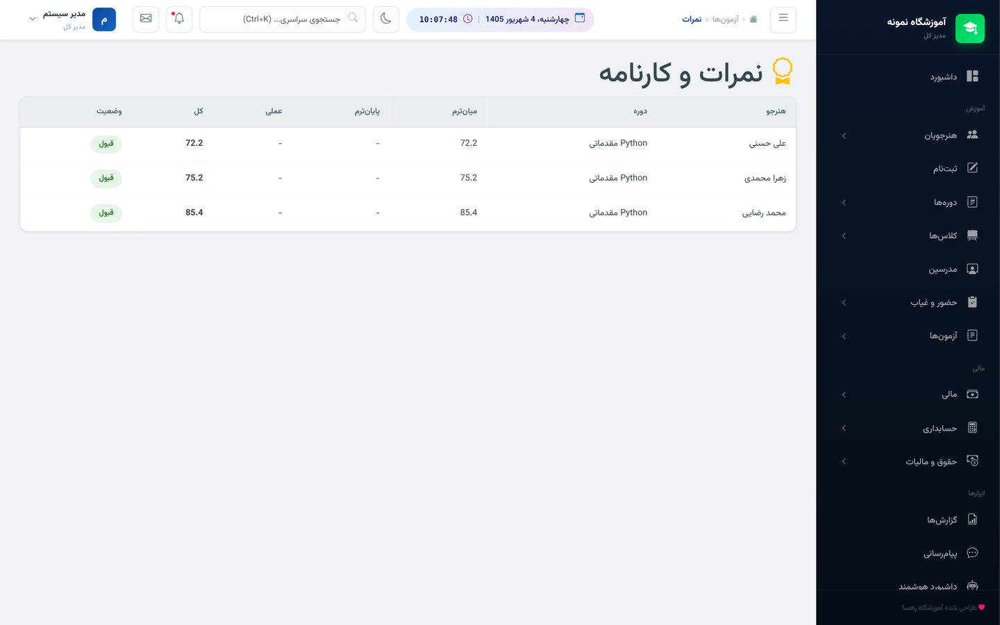 آموزشگاه نمونه
مدیر کل
داشبورد
آموزش
هنرجویان
ثبت‌نام
دوره‌ها
کلاس‌ها
مدرسین
حضور و غیاب
آزمون‌ها
مالی
مالی
حسابداری
حقوق و مالیات
ابزارها
گزارش‌ها
پیام‌رسانی
داشبورد هوشمند
طراحی شده آموزشگاه رهسا
آزمون‌ها ‹ نمرات
چهارشنبه، 4 شهریور 1405 | 10:07:48
جستجوی سراسری... (Ctrl+K)
م
مدیر سیستم
مدیر کل
نمرات و کارنامه
هنرجو دوره میان‌ترم پایان‌ترم عملی کل وضعیت
علی حسنی Python مقدماتی 72.2 - - 72.2 قبول
زهرا محمدی Python مقدماتی 75.2 - - 75.2 قبول
محمد رضایی Python مقدماتی 85.4 - - 85.4 قبول